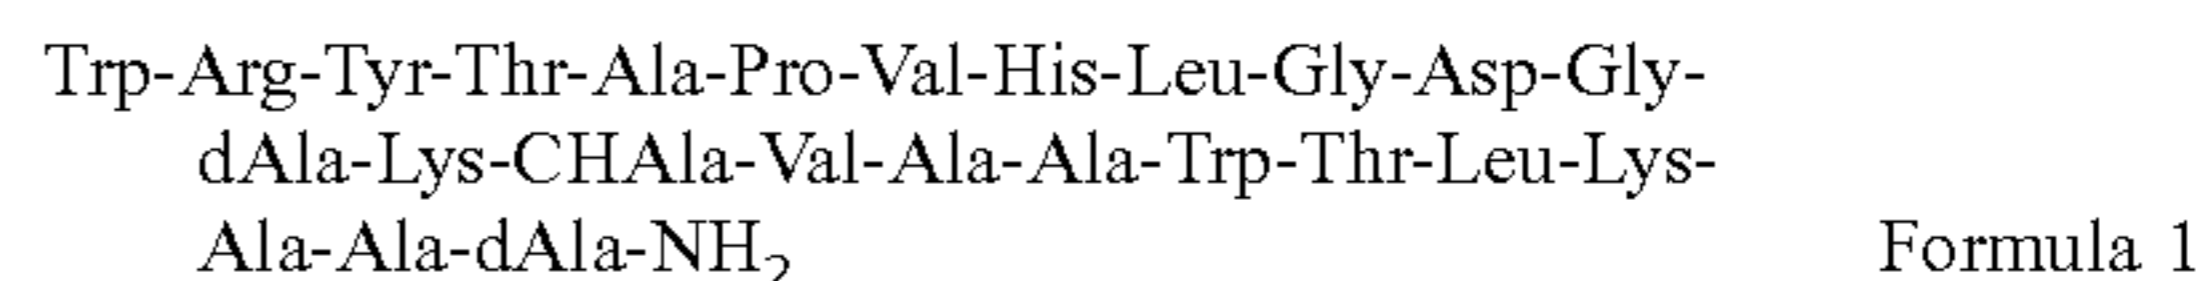 Trp-Arg-Tyr-Thr-Ala-Pro-Val-His-Leu-Gly-Asp-Gly-
dAla-Lys-CHAla-Val-Ala-Ala-Trp-Thr-Leu-Lys-
Ala-Ala-dAla-NH₂ Formula 1